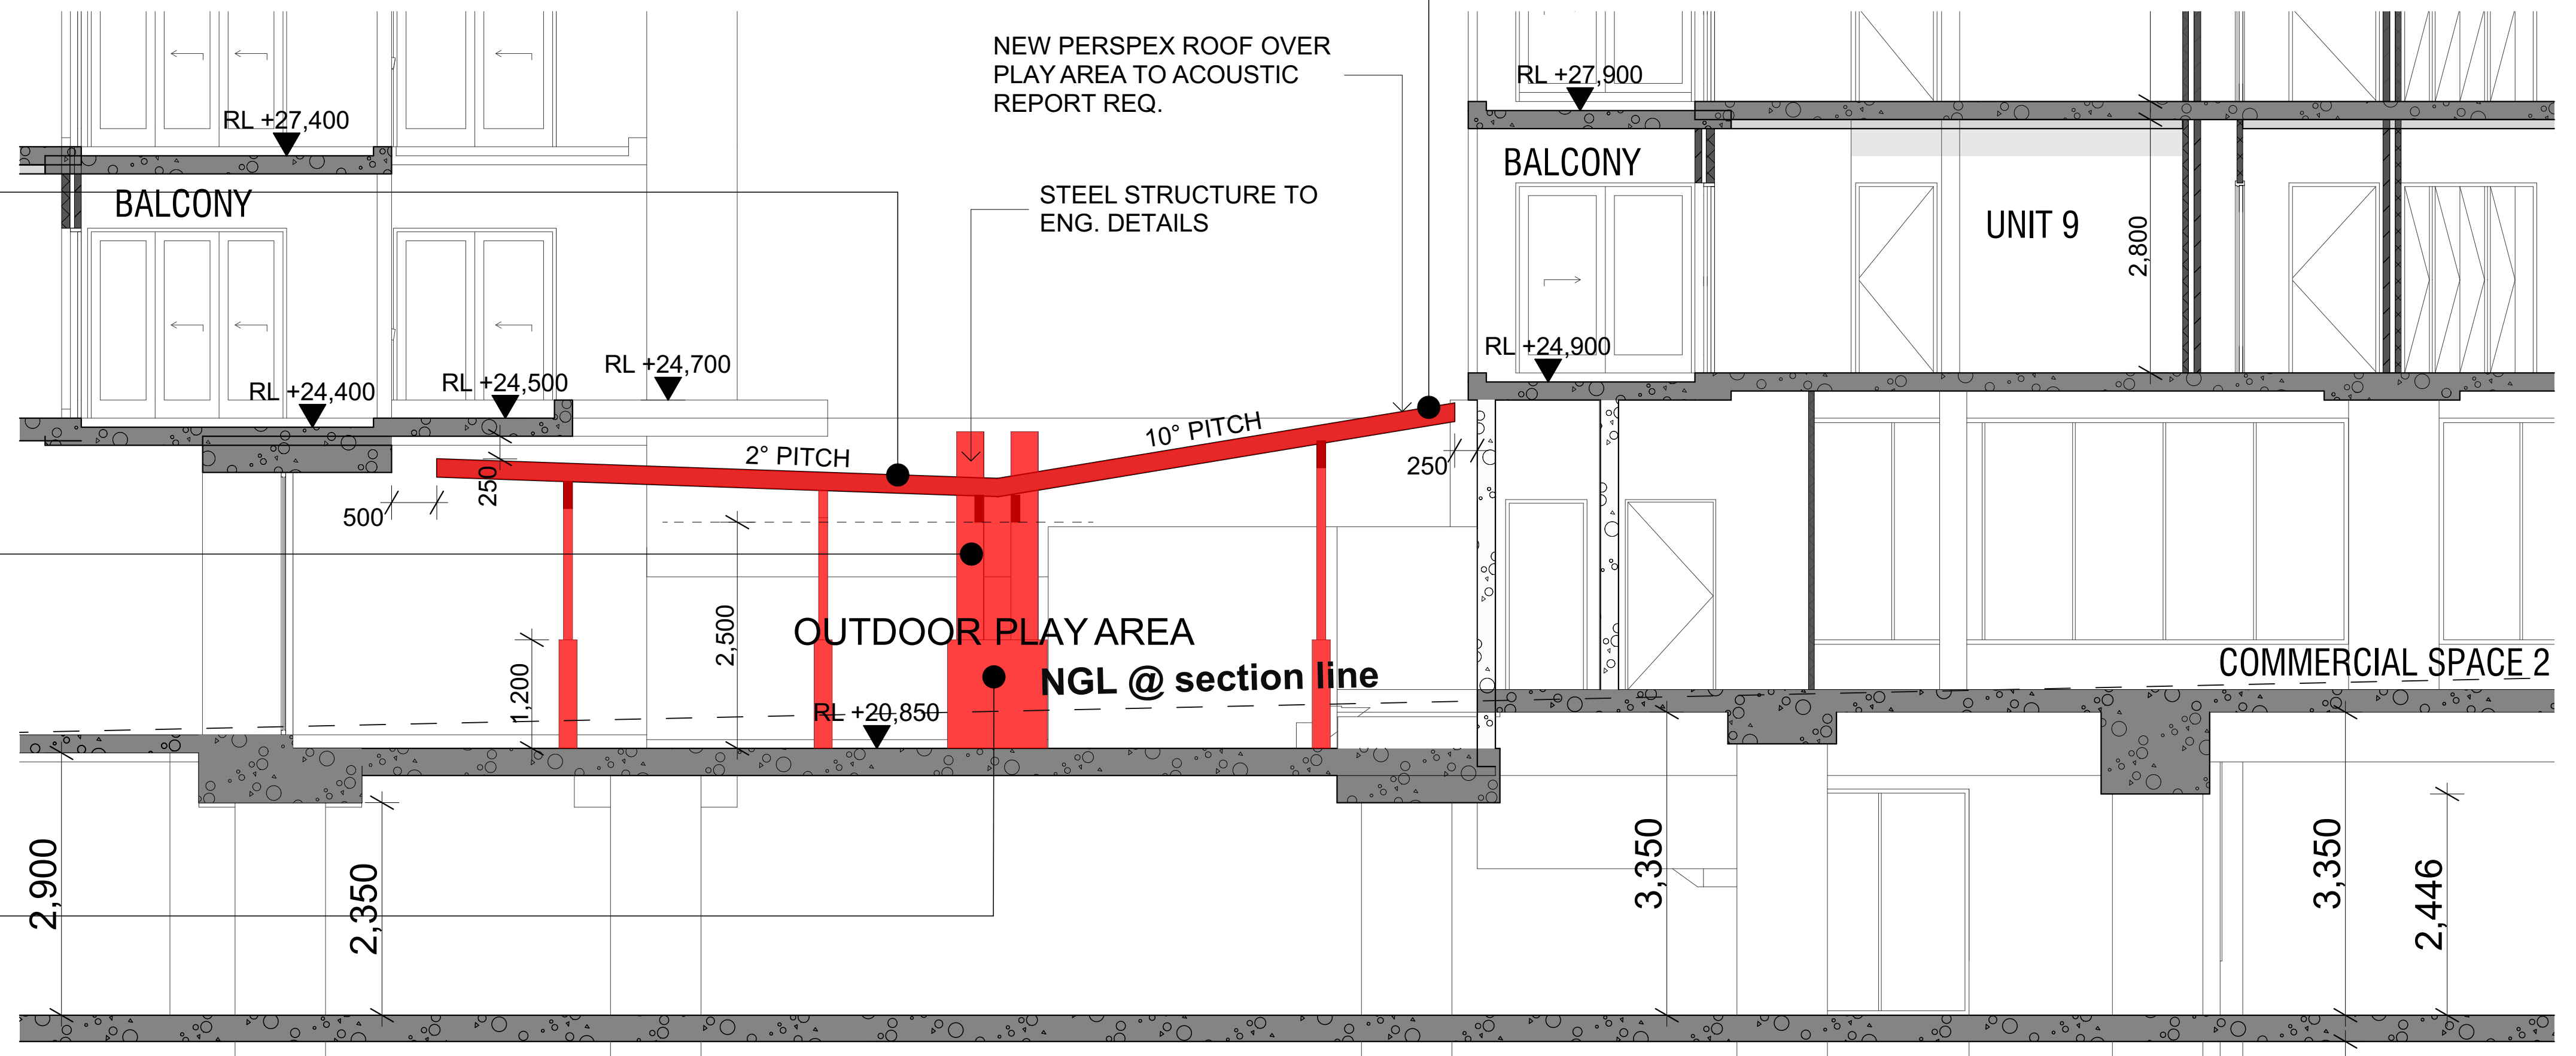 NEW PERSPEX ROOF OVER
PLAY AREA TO ACOUSTIC
REPORT REQ.
RL +27,900
RL +27,400
BALCONY
STEEL STRUCTURE TO
ENG. DETAILS
BALCONY
UNIT 9
2,800
RL +24,400
RL +24,500
RL +24,700
RL +24,900
2° PITCH
10° PITCH
250
250
500
2,500
1,200
OUTDOOR PLAY AREA
NGL @ section line
COMMERCIAL SPACE 2
RL +20,850
2,900
2,350
3,350
3,350
2,446